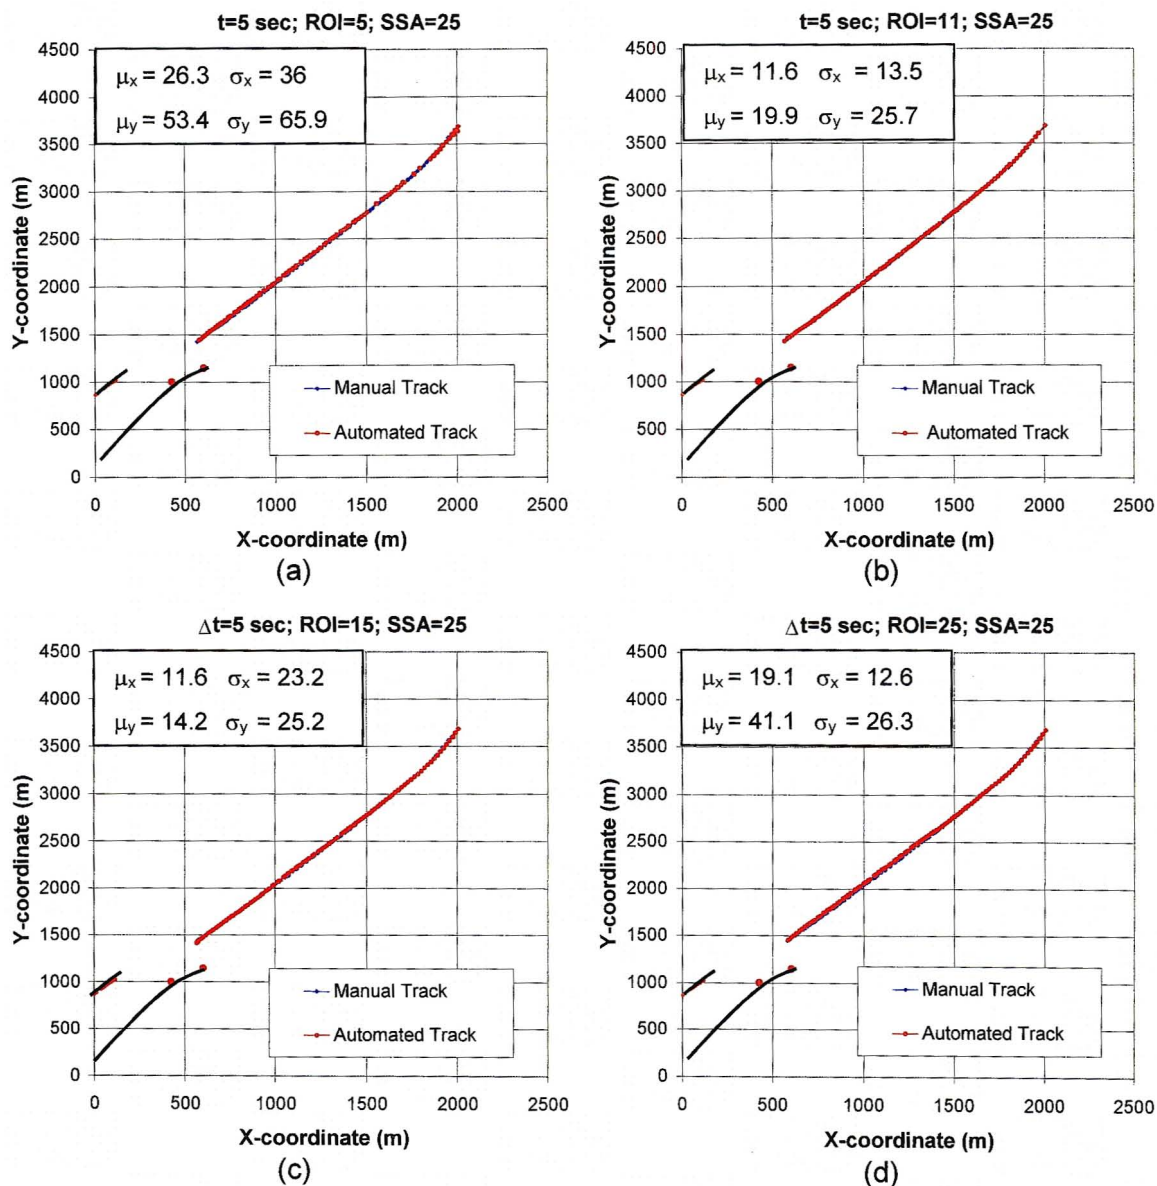 t=5 sec; ROI=5; SSA=25
μx = 26.3 σx = 36
μy = 53.4 σy = 65.9
4500
4000
3500
3000
2500
2000
1500
1000
500
0
Y-coordinate (m)
Manual Track
Automated Track
0 500 1000 1500 2000 2500
X-coordinate (m)
(a)
t=5 sec; ROI=11; SSA=25
μx = 11.6 σx = 13.5
μy = 19.9 σy = 25.7
4500
4000
3500
3000
2500
2000
1500
1000
500
0
Y-coordinate (m)
Manual Track
Automated Track
0 500 1000 1500 2000 2500
X-coordinate (m)
(b)
Δt=5 sec; ROI=15; SSA=25
μx = 11.6 σx = 23.2
μy = 14.2 σy = 25.2
4500
4000
3500
3000
2500
2000
1500
1000
500
0
Y-coordinate (m)
Manual Track
Automated Track
0 500 1000 1500 2000 2500
X-coordinate (m)
(c)
Δt=5 sec; ROI=25; SSA=25
μx = 19.1 σx = 12.6
μy = 41.1 σy = 26.3
4500
4000
3500
3000
2500
2000
1500
1000
500
0
Y-coordinate (m)
Manual Track
Automated Track
0 500 1000 1500 2000 2500
X-coordinate (m)
(d)